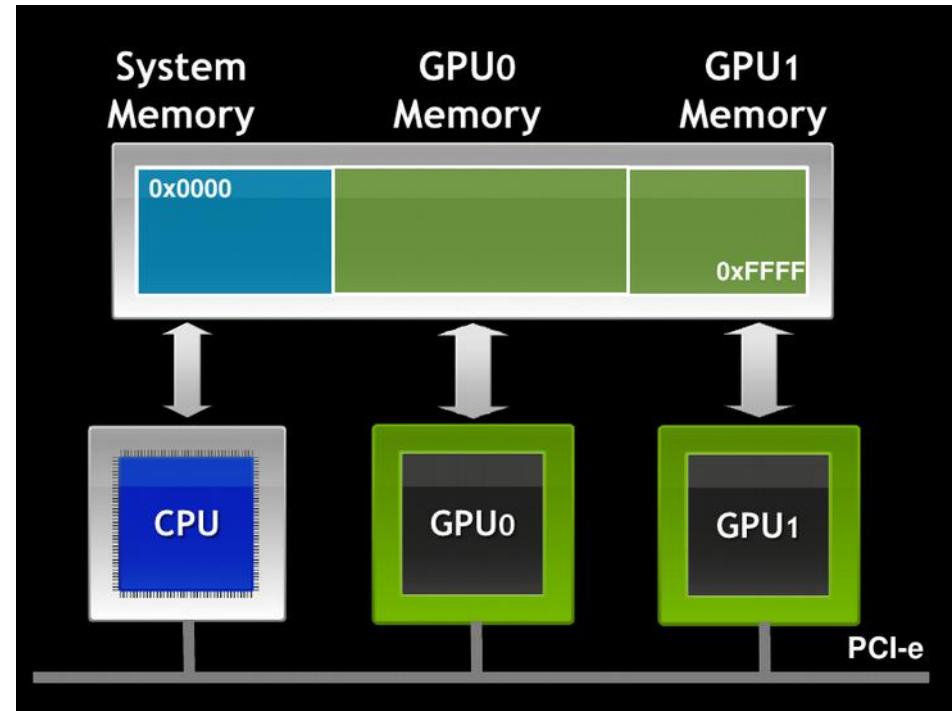 System
Memory
GPU0
Memory
GPU1
Memory
0x0000
0xFFFF
CPU
GPU0
GPU1
PCI-e